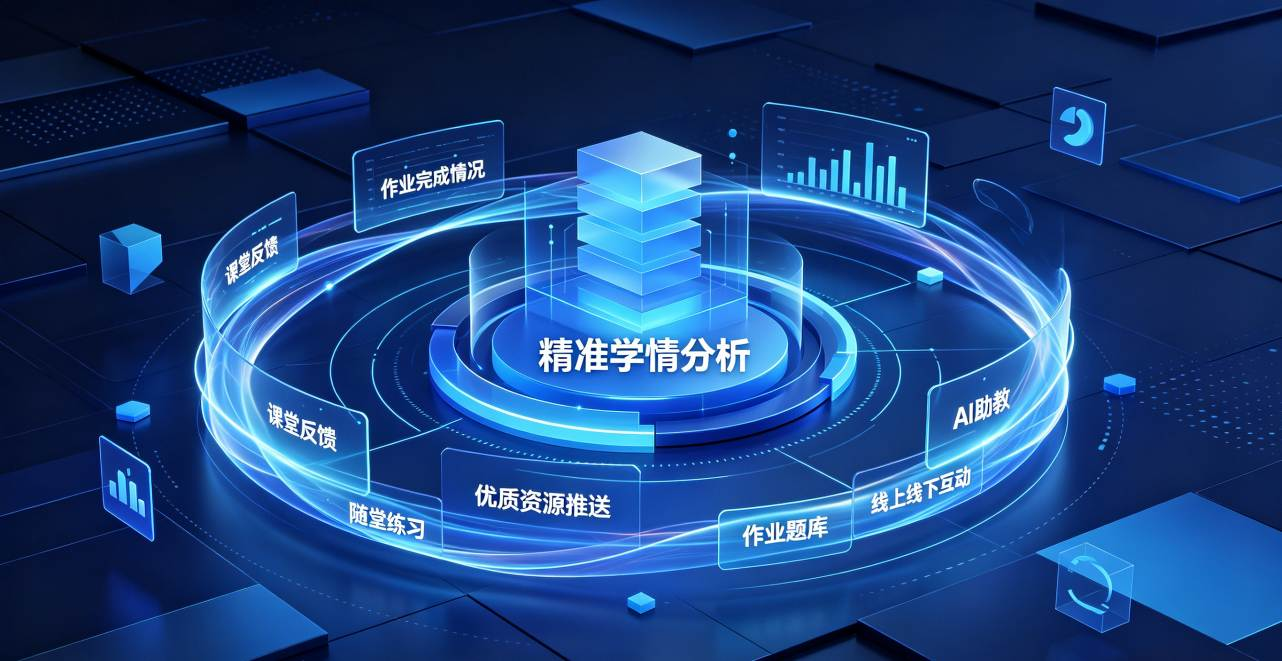 作业完成情况
课堂反馈
精准学情分析
课堂反馈
AI助教
随堂练习
优质资源推送
作业题库
线上线下互动